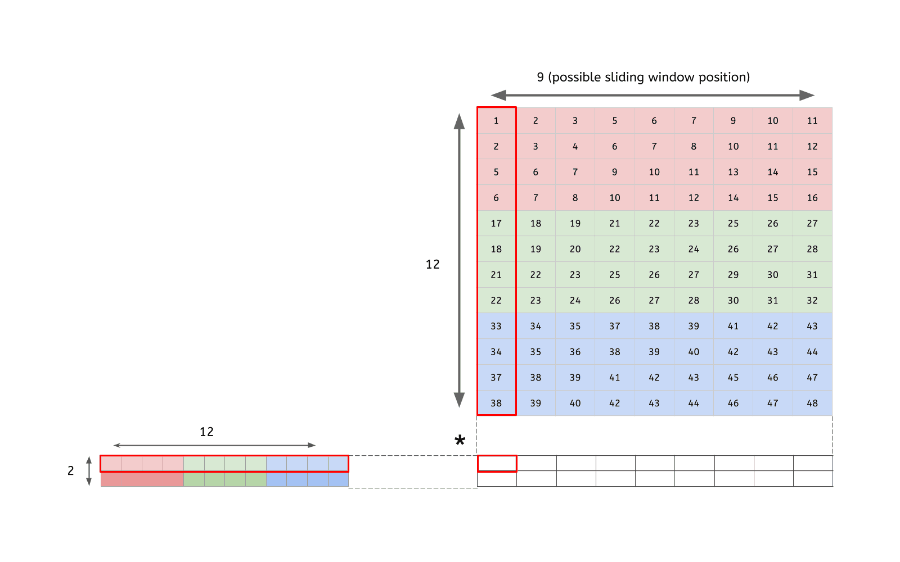 9 (possible sliding window position)
1 2 3 5 6 7 9 10 11
2 3 4 6 7 8 10 11 12
5 6 7 9 10 11 13 14 15
6 7 8 10 11 12 14 15 16
17 18 19 21 22 23 25 26 27
18 19 20 22 23 24 26 27 28
12
21 22 23 25 26 27 29 30 31
22 23 24 26 27 28 30 31 32
33 34 35 37 38 39 41 42 43
34 35 36 38 39 40 42 43 44
37 38 39 41 42 43 45 46 47
38 39 40 42 43 44 46 47 48
12
*
2